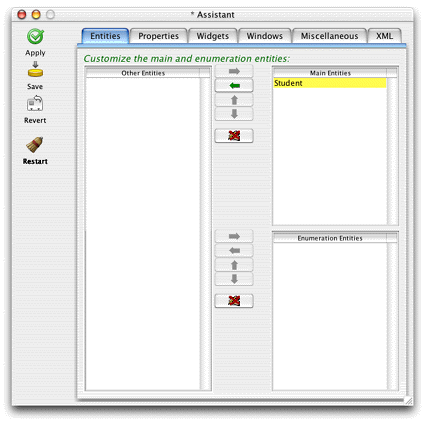 * Assistant
Entities Properties Widgets Windows Miscellaneous XML
Apply
Save
Revert
Restart
Customize the main and enumeration entities:
Other Entities
Main Entities
Student
Enumeration Entities